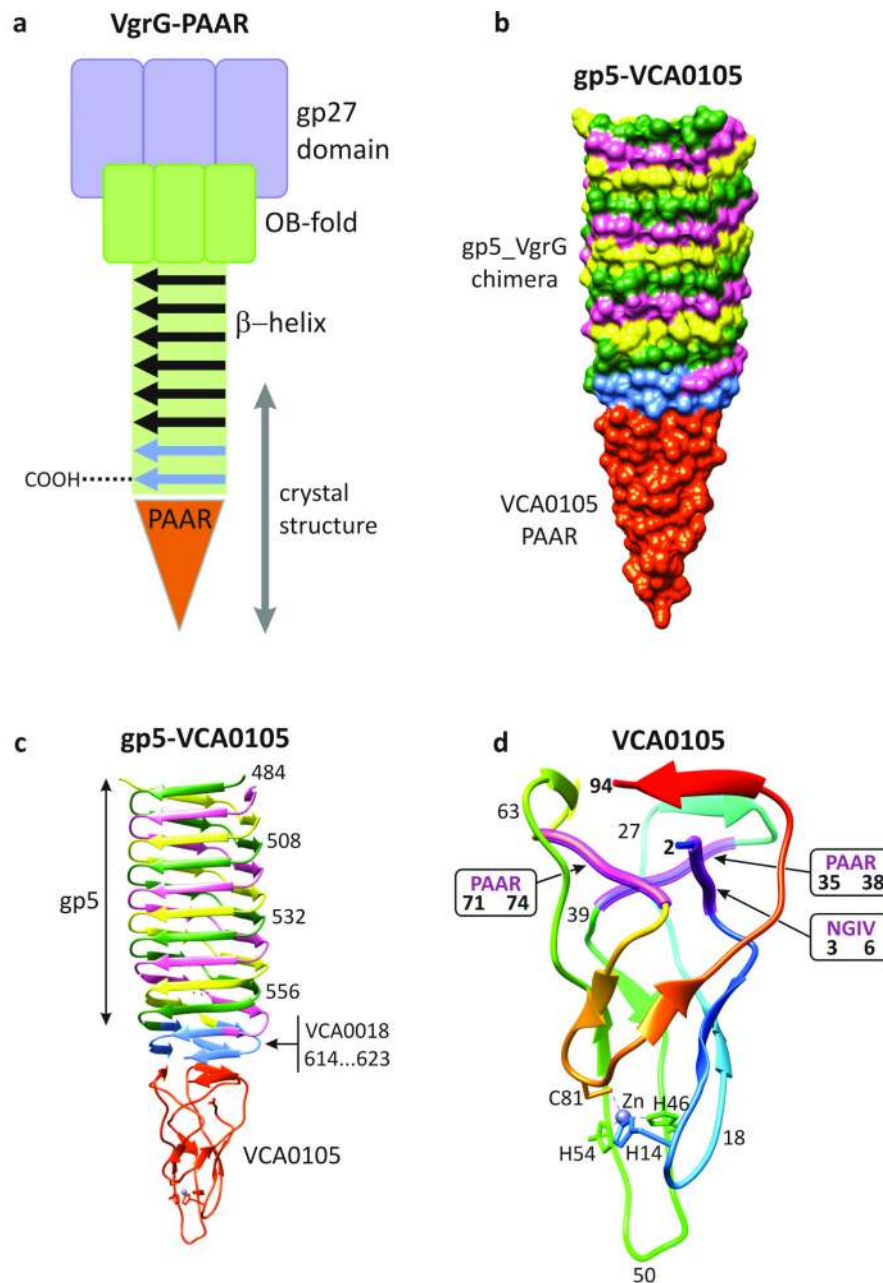 a
VgrG-PAAR
gp27
domain
OB-fold
β–helix
COOH
crystal
structure
PAAR
b
gp5-VCA0105
gp5_VgrG
chimera
VCA0105
PAAR
c
gp5-VCA0105
484
508
gp5
532
556
VCA0018
614...623
VCA0105
d
VCA0105
94
63
27
2
PAAR
35 38
PAAR
71 74
39
NGIV
3 6
C81
Zn
H46
H54
H14
18
50